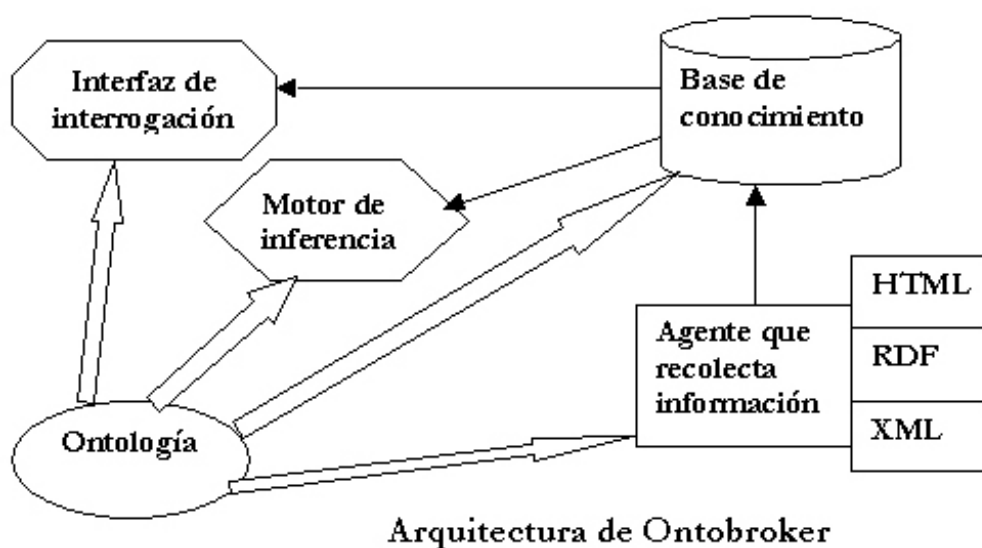 Interfaz de
interrogación
Base de
conocimiento
Motor de
inferencia
HTML
Agente que
recolecta
información
RDF
XML
Ontología
Arquitectura de Ontobroker